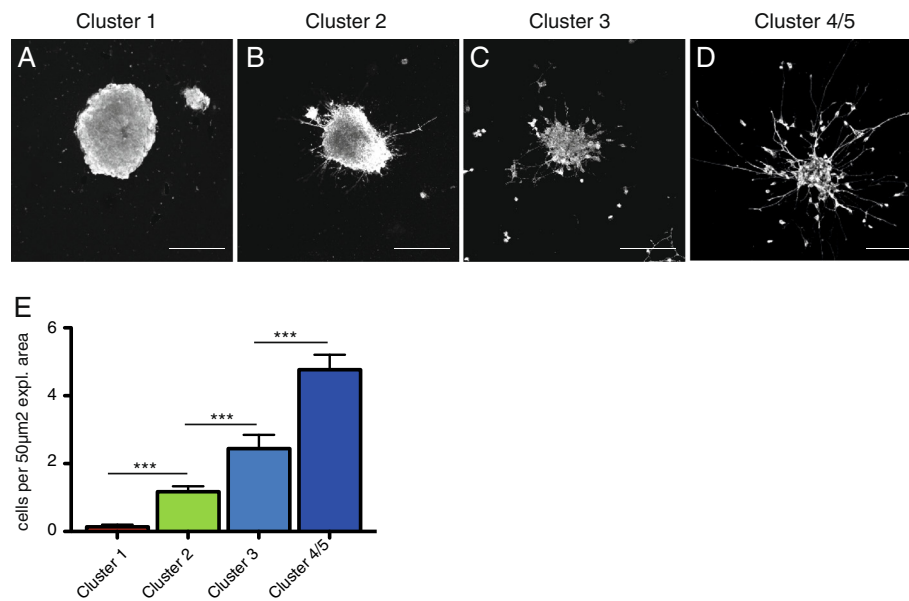 Cluster 1
Cluster 2
Cluster 3
Cluster 4/5
A
B
C
D
E
cells per 50µm2 expl. area
6
4
2
0
***
***
***
Cluster 1
Cluster 2
Cluster 3
Cluster 4/5